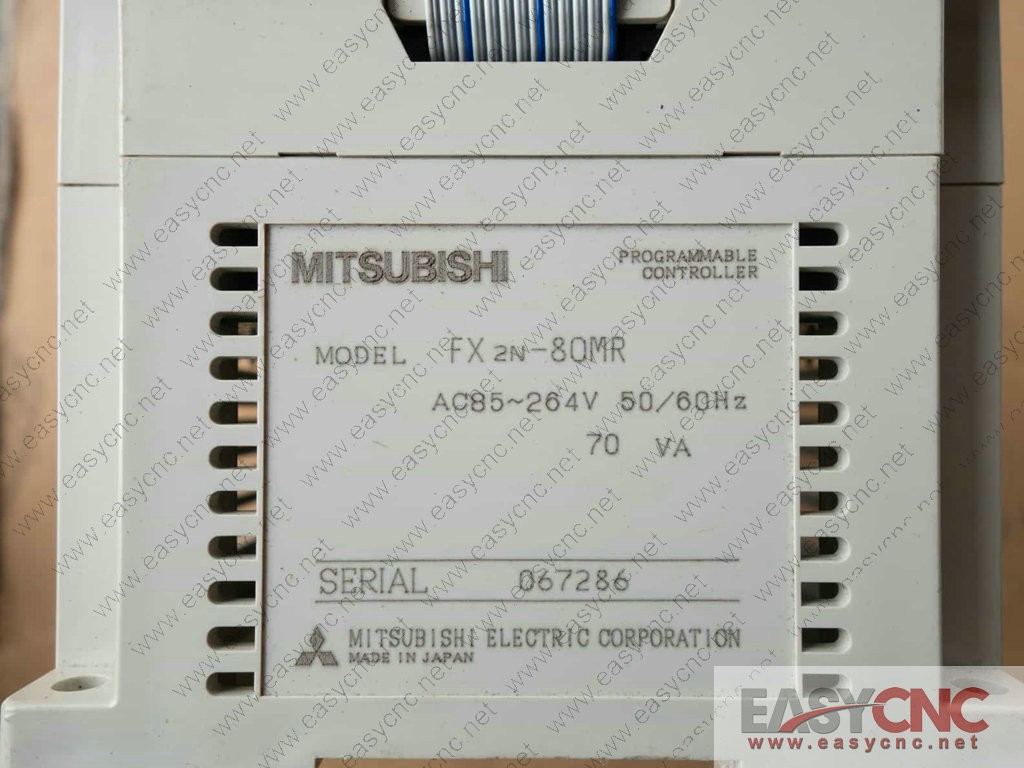 MITSUBISHI
PROGRAMMABLE
CONTROLLER
MODEL FX2N-80MR
AC85~264V 50/60Hz
70 VA
SERIAL 067286
MITSUBISHI ELECTRIC CORPORATION
MADE IN JAPAN
EASYCNC
www.easycnc.net